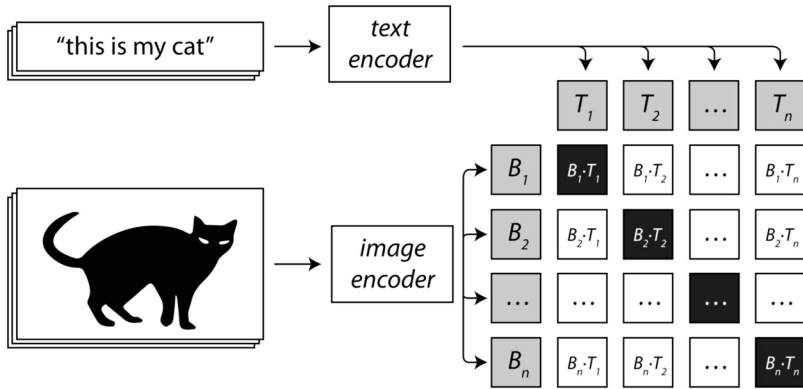 “this is my cat”
text
encoder
T₁ T₂ ... Tₙ
B₁ B₁·T₁ B₁·T₂ ... B₁·Tₙ
image
encoder
B₂ B₂·T₁ B₂·T₂ ... B₂·Tₙ
... ... ... ... ...
Bₙ Bₙ·T₁ Bₙ·T₂ ... Bₙ·Tₙ